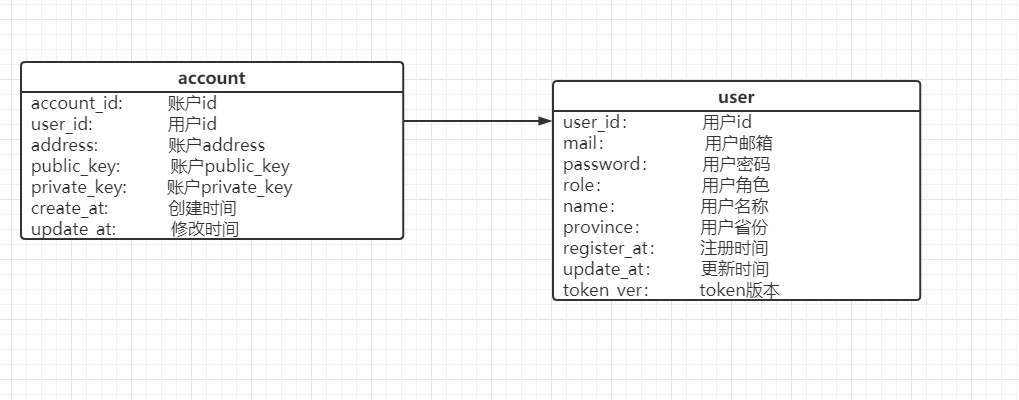 account
account_id: 账户id
user_id: 用户id
address: 账户address
public_key: 账户public_key
private_key: 账户private_key
create_at: 创建时间
update_at: 修改时间
user
user_id： 用户id
mail： 用户邮箱
password： 用户密码
role： 用户角色
name： 用户名称
province： 用户省份
register_at： 注册时间
update_at： 更新时间
token_ver： token版本